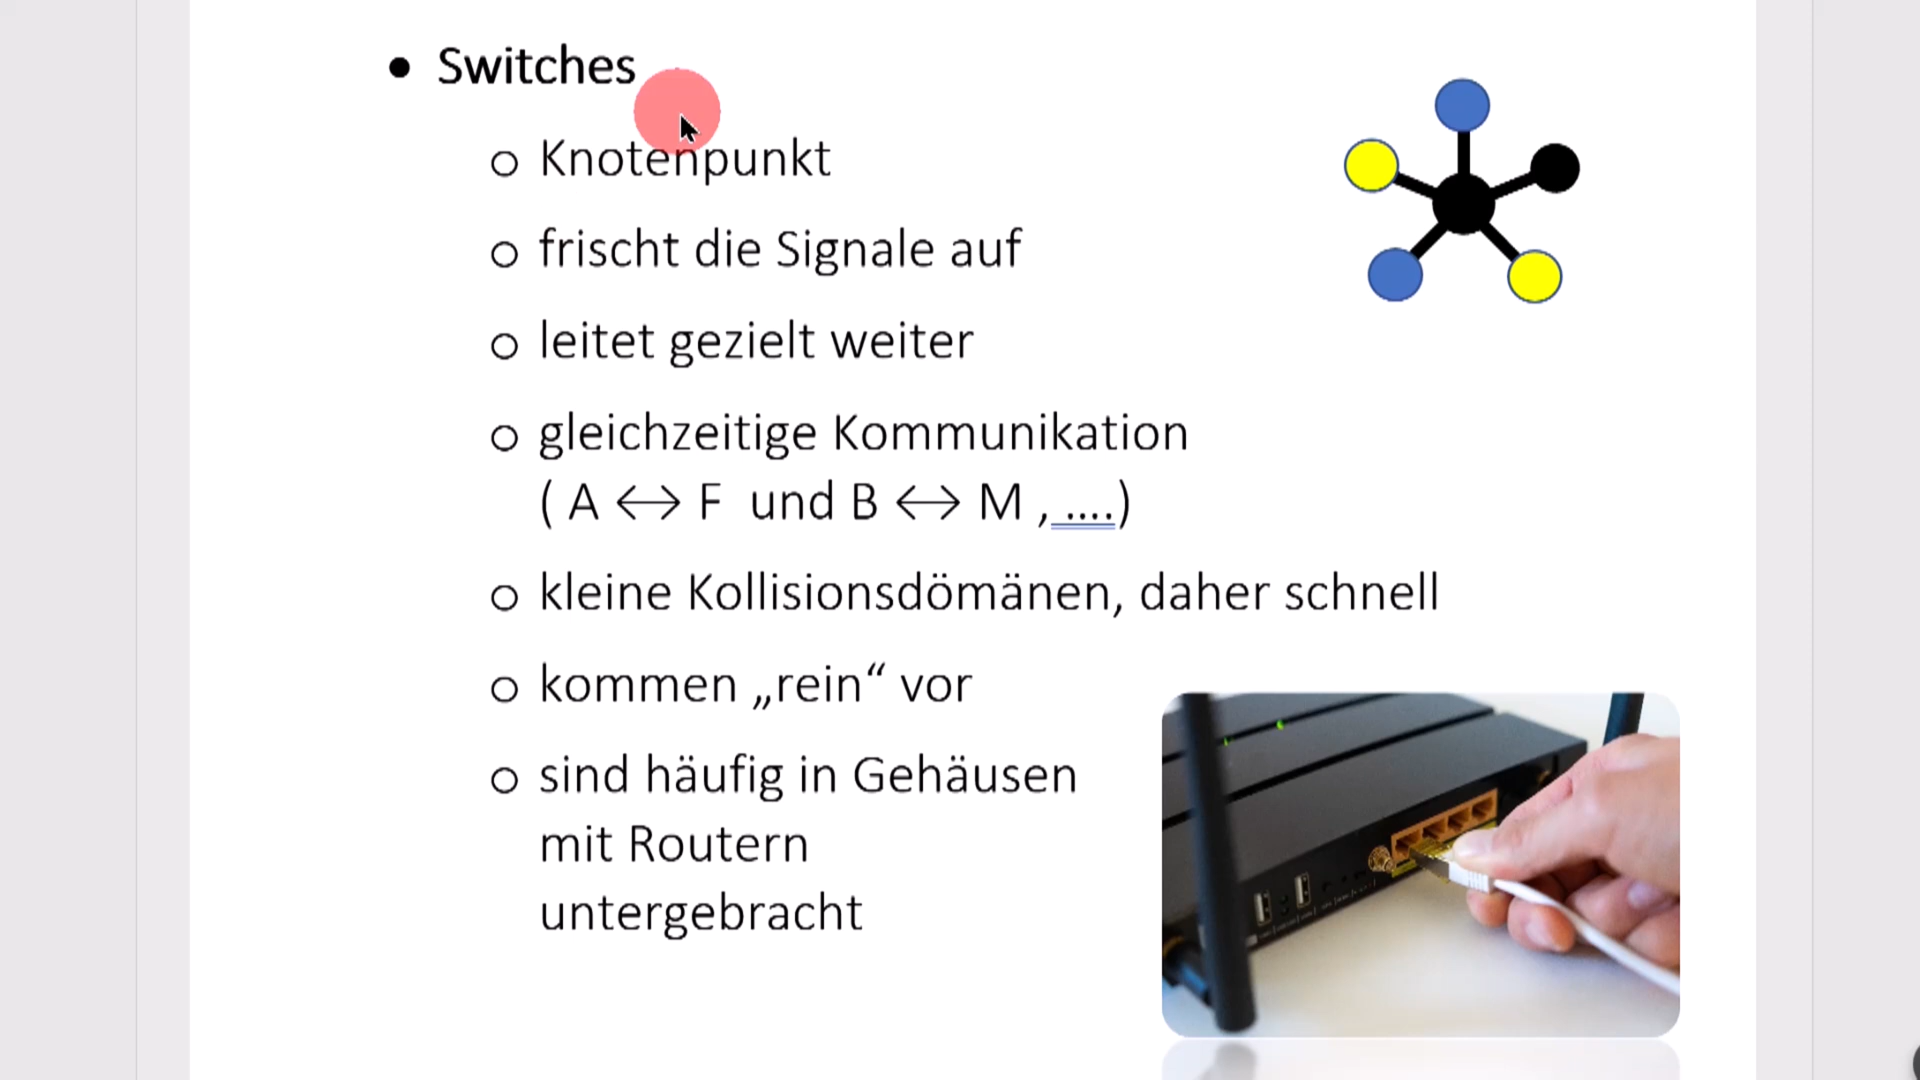 • Switches
o Knotenpunkt
o frischt die Signale auf
o leitet gezielt weiter
o gleichzeitige Kommunikation
( A ↔ F und B ↔ M , ....)
o kleine Kollisionsdömänen, daher schnell
o kommen „rein“ vor
o sind häufig in Gehäusen
mit Routern
untergebracht